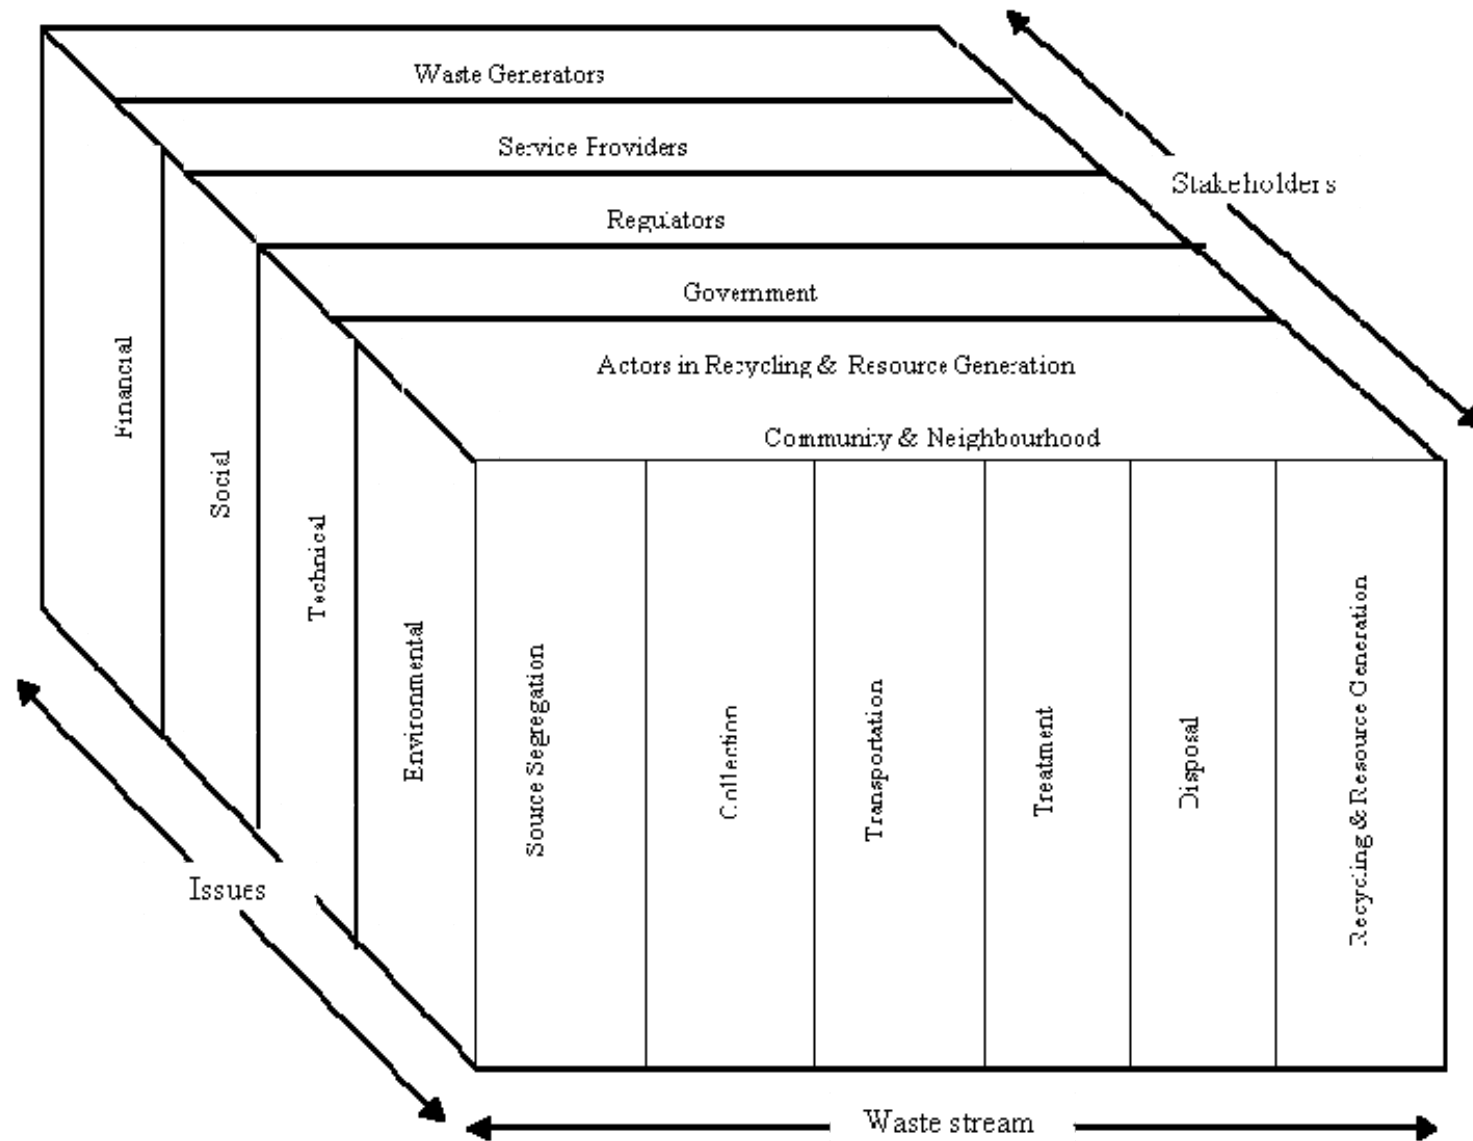 Waste Generators
Service Providers
Stakeholders
Regulators
Government
Actors in Recycling & Resource Generation
Community & Neighbourhood
Financial
Social
Technical
Environmental
Source Segregation
Collection
Transportation
Treatment
Disposal
Recycling & Resource Generation
Issues
Waste stream